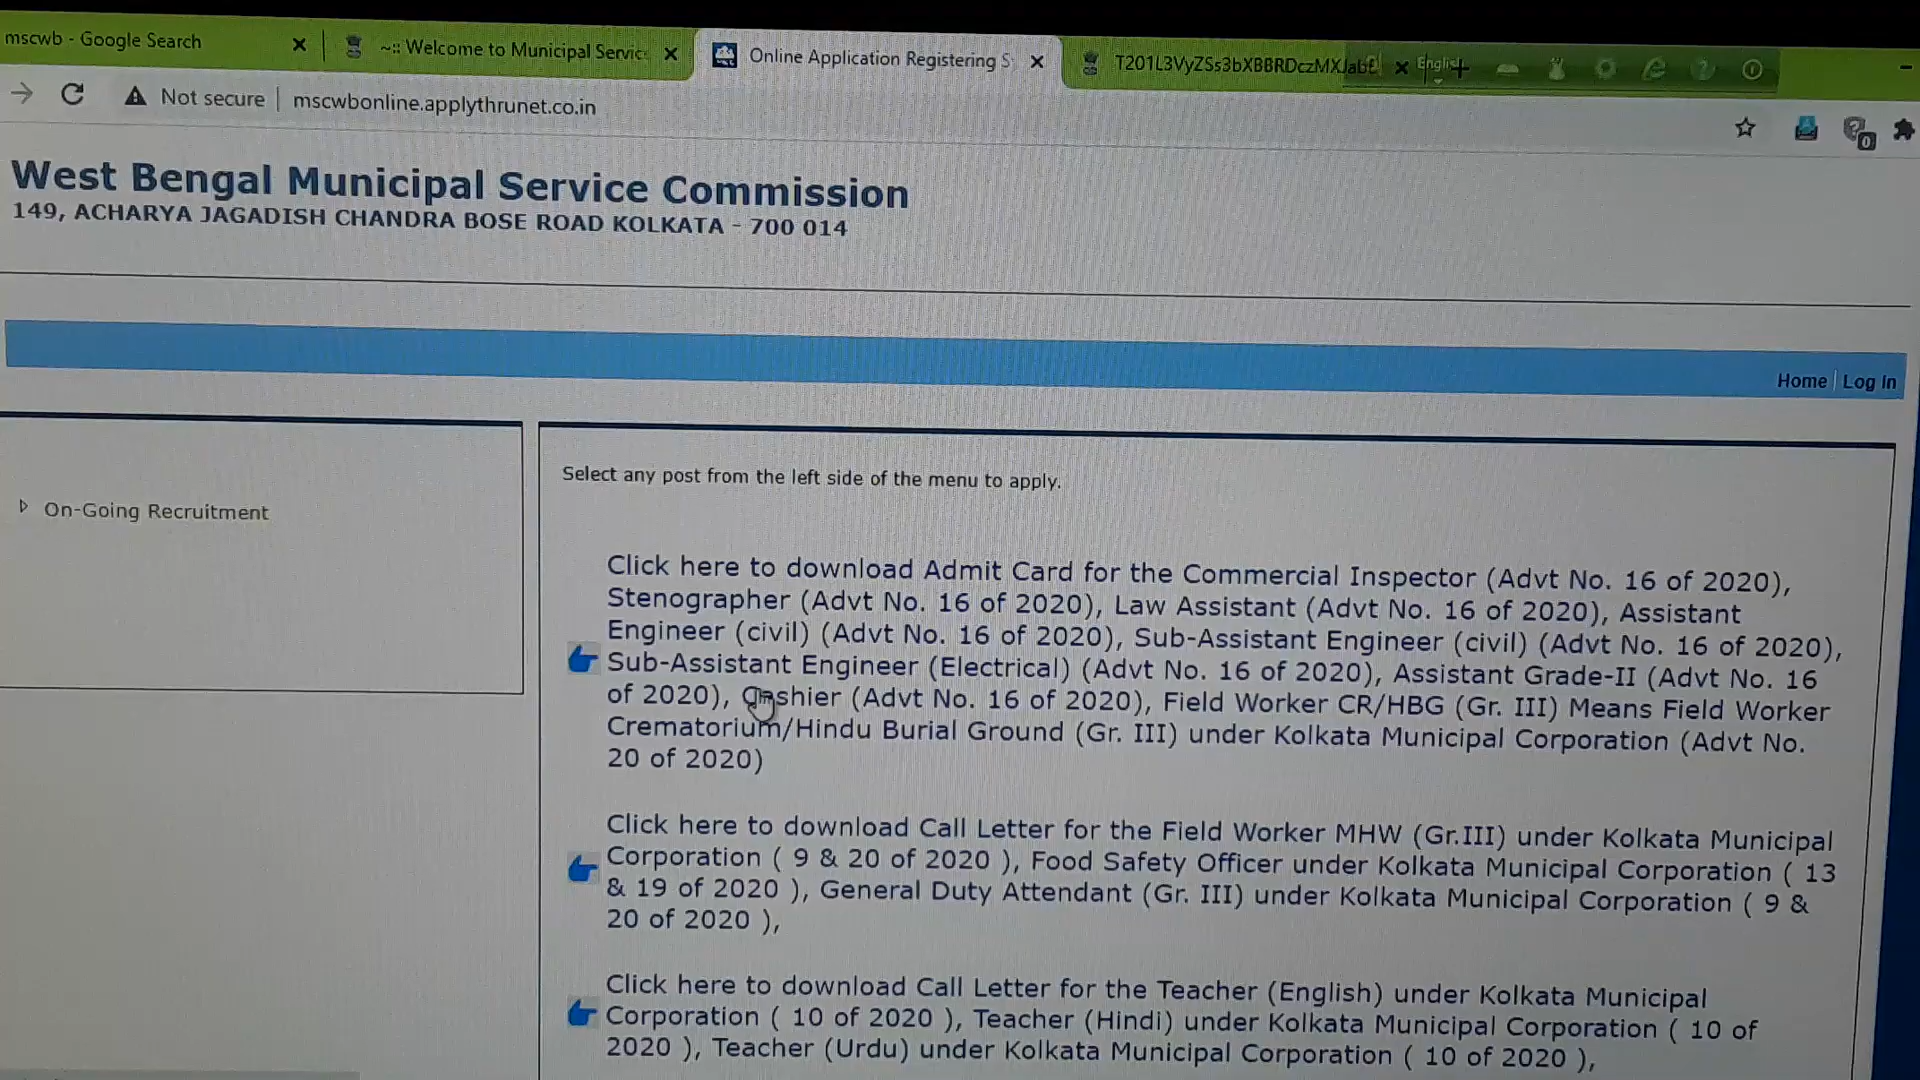 mscwb - Google Search
~:: Welcome to Municipal Servic
Online Application Registering S
Not secure
mscwbonline.applythrunet.co.in
0
West Bengal Municipal Service Commission
149, ACHARYA JAGADISH CHANDRA BOSE ROAD KOLKATA - 700 014
Home | Log In
On-Going Recruitment
Select any post from the left side of the menu to apply.
Click here to download Admit Card for the Commercial Inspector (Advt No. 16 of 2020),
Stenographer (Advt No. 16 of 2020), Law Assistant (Advt No. 16 of 2020), Assistant
Engineer (civil) (Advt No. 16 of 2020), Sub-Assistant Engineer (civil) (Advt No. 16 of 2020),
Sub-Assistant Engineer (Electrical) (Advt No. 16 of 2020), Assistant Grade-II (Advt No. 16
of 2020), Cashier (Advt No. 16 of 2020), Field Worker CR/HBG (Gr. III) Means Field Worker
Crematorium/Hindu Burial Ground (Gr. III) under Kolkata Municipal Corporation (Advt No.
20 of 2020)
Click here to download Call Letter for the Field Worker MHW (Gr.III) under Kolkata Municipal
Corporation ( 9 & 20 of 2020 ), Food Safety Officer under Kolkata Municipal Corporation ( 13
& 19 of 2020 ), General Duty Attendant (Gr. III) under Kolkata Municipal Corporation ( 9 &
20 of 2020 ),
Click here to download Call Letter for the Teacher (English) under Kolkata Municipal
Corporation ( 10 of 2020 ), Teacher (Hindi) under Kolkata Municipal Corporation ( 10 of
2020 ), Teacher (Urdu) under Kolkata Municipal Corporation ( 10 of 2020 ),